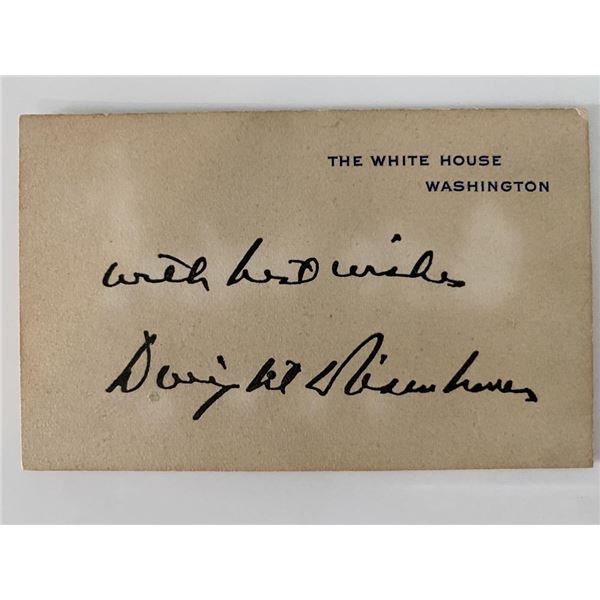 THE WHITE HOUSE
WASHINGTON
with best wishes
Dwight D Eisenhower